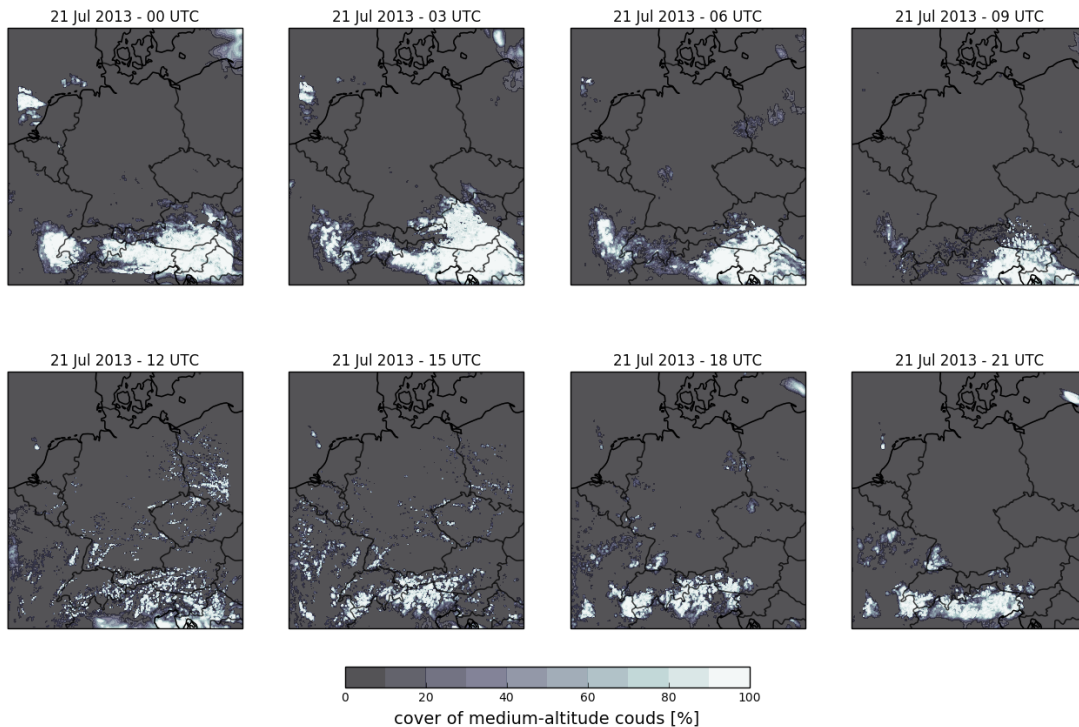 21 Jul 2013 - 00 UTC
21 Jul 2013 - 03 UTC
21 Jul 2013 - 06 UTC
21 Jul 2013 - 09 UTC
21 Jul 2013 - 12 UTC
21 Jul 2013 - 15 UTC
21 Jul 2013 - 18 UTC
21 Jul 2013 - 21 UTC
0 20 40 60 80 100
cover of medium-altitude couds [%]